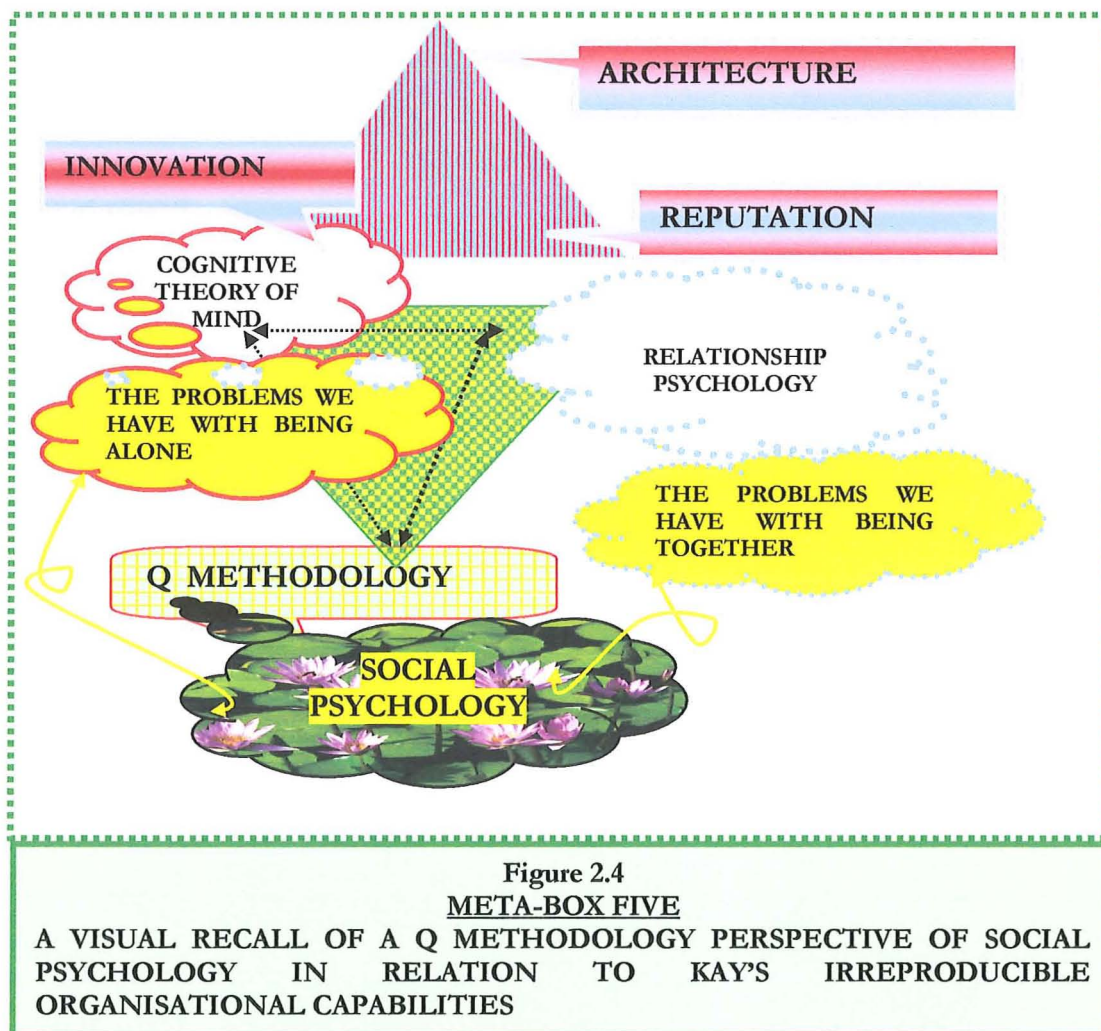 ARCHITECTURE
INNOVATION
REPUTATION
COGNITIVE
THEORY OF
MIND
RELATIONSHIP
PSYCHOLOGY
THE PROBLEMS WE
HAVE WITH BEING
ALONE
THE PROBLEMS WE
HAVE WITH BEING
TOGETHER
Q METHODOLOGY
SOCIAL
PSYCHOLOGY
Figure 2.4
META-BOX FIVE
A VISUAL RECALL OF A Q METHODOLOGY PERSPECTIVE OF SOCIAL
PSYCHOLOGY IN RELATION TO KAY'S IRREPRODUCIBLE
ORGANISATIONAL CAPABILITIES